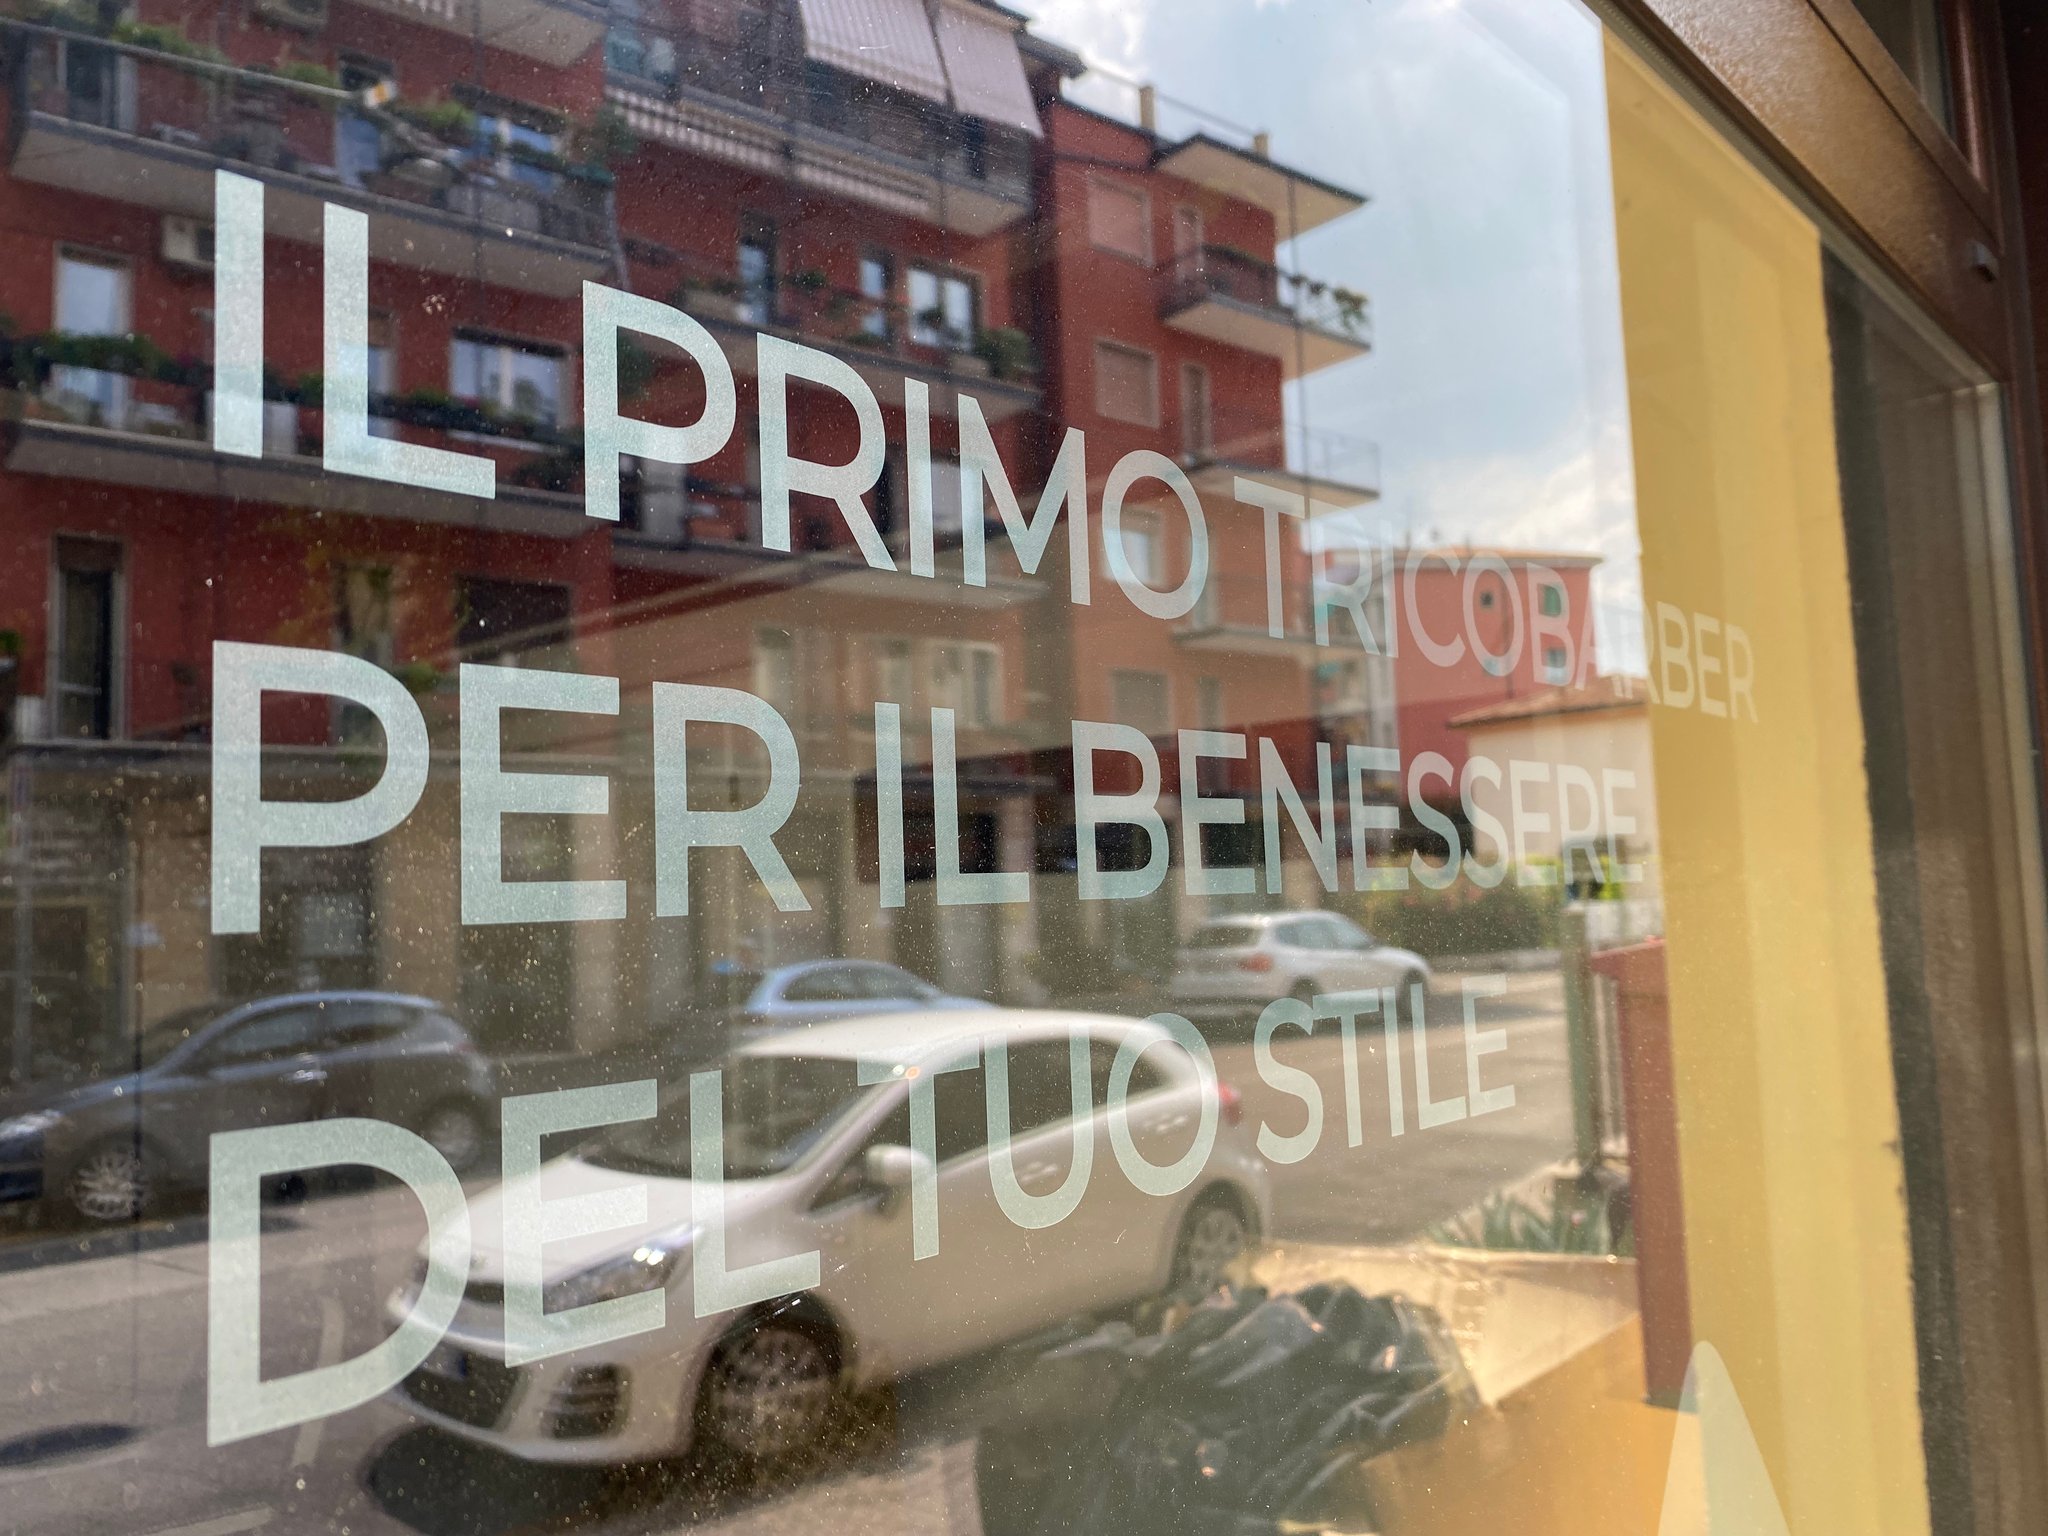 IL PRIMO TRICOBARBER
PER IL BENESSERE
DEL TUO STILE